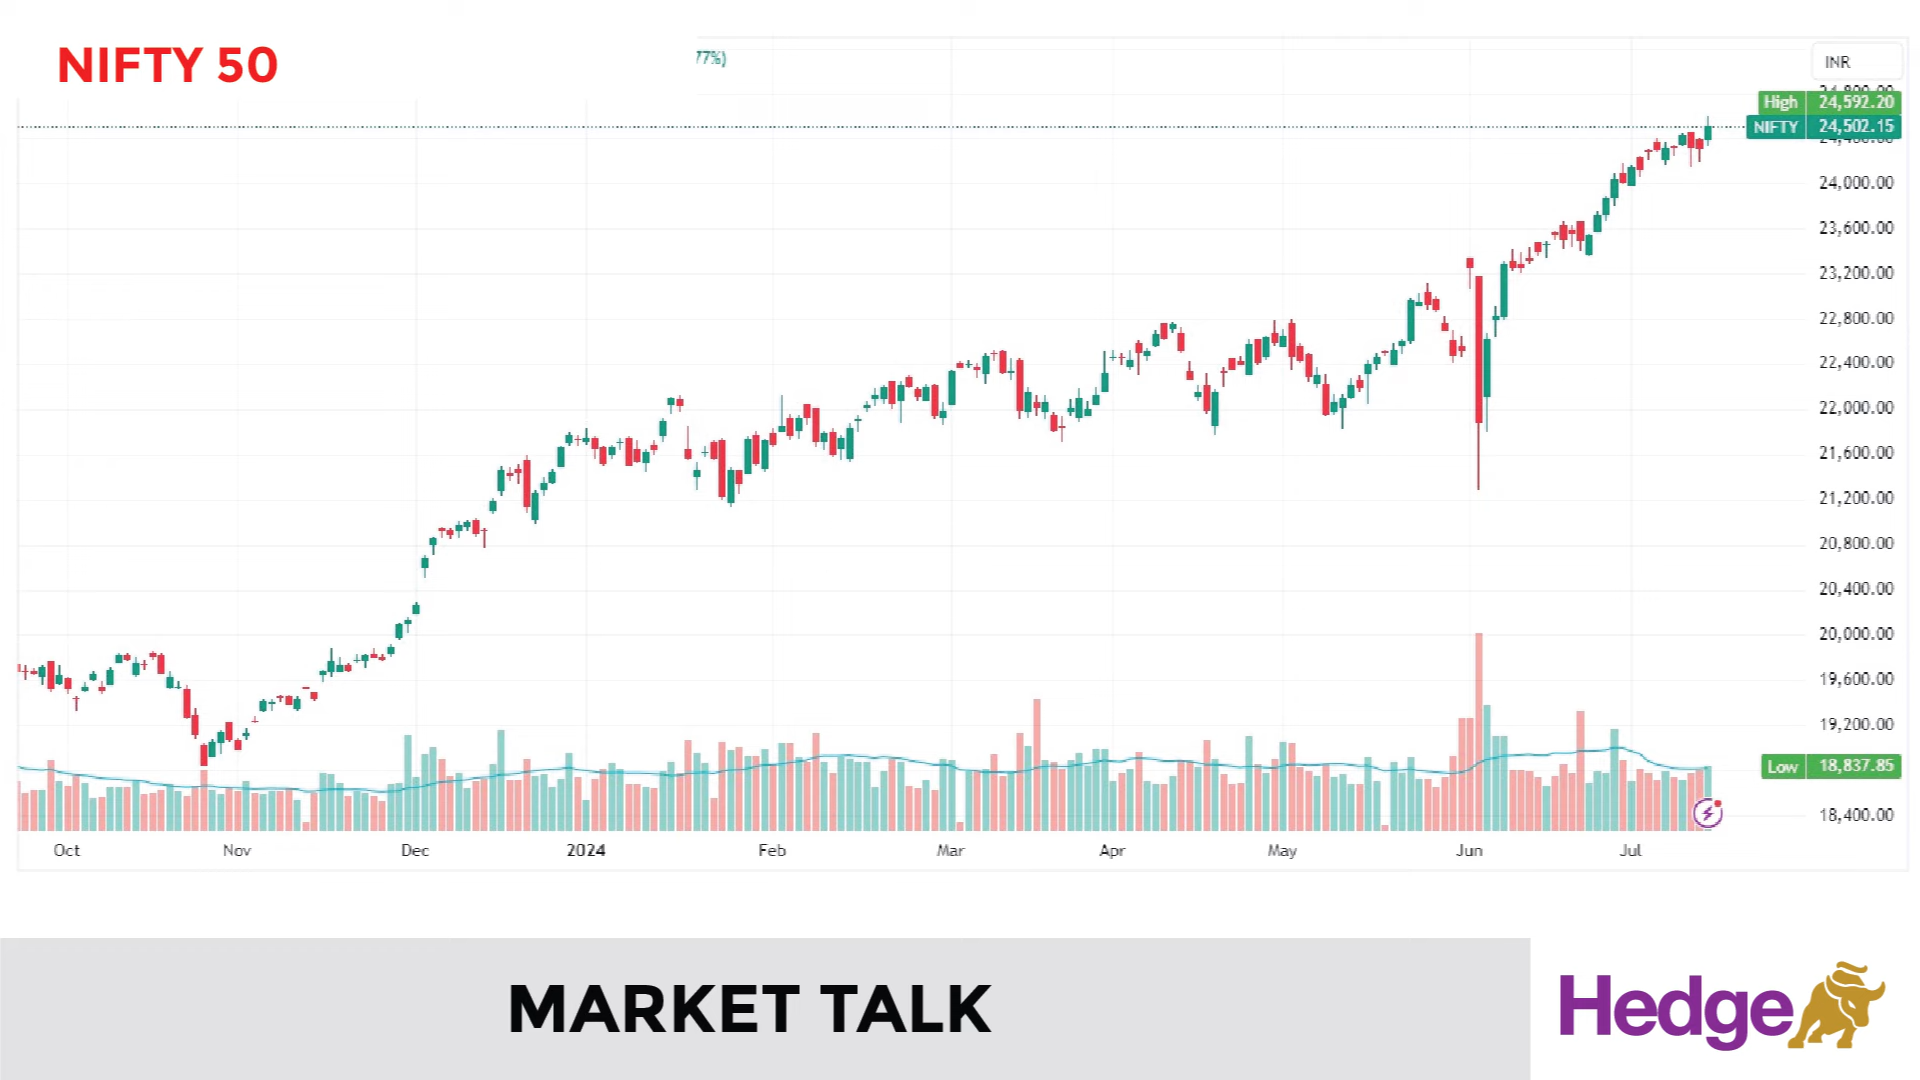 NIFTY 50
77%)
INR
High 24,592.20
NIFTY 24,502.15
24,000.00
23,600.00
23,200.00
22,800.00
22,400.00
22,000.00
21,600.00
21,200.00
20,800.00
20,400.00
20,000.00
19,600.00
19,200.00
Low 18,837.85
18,400.00
Oct Nov Dec 2024 Feb Mar Apr May Jun Jul
MARKET TALK
Hedge